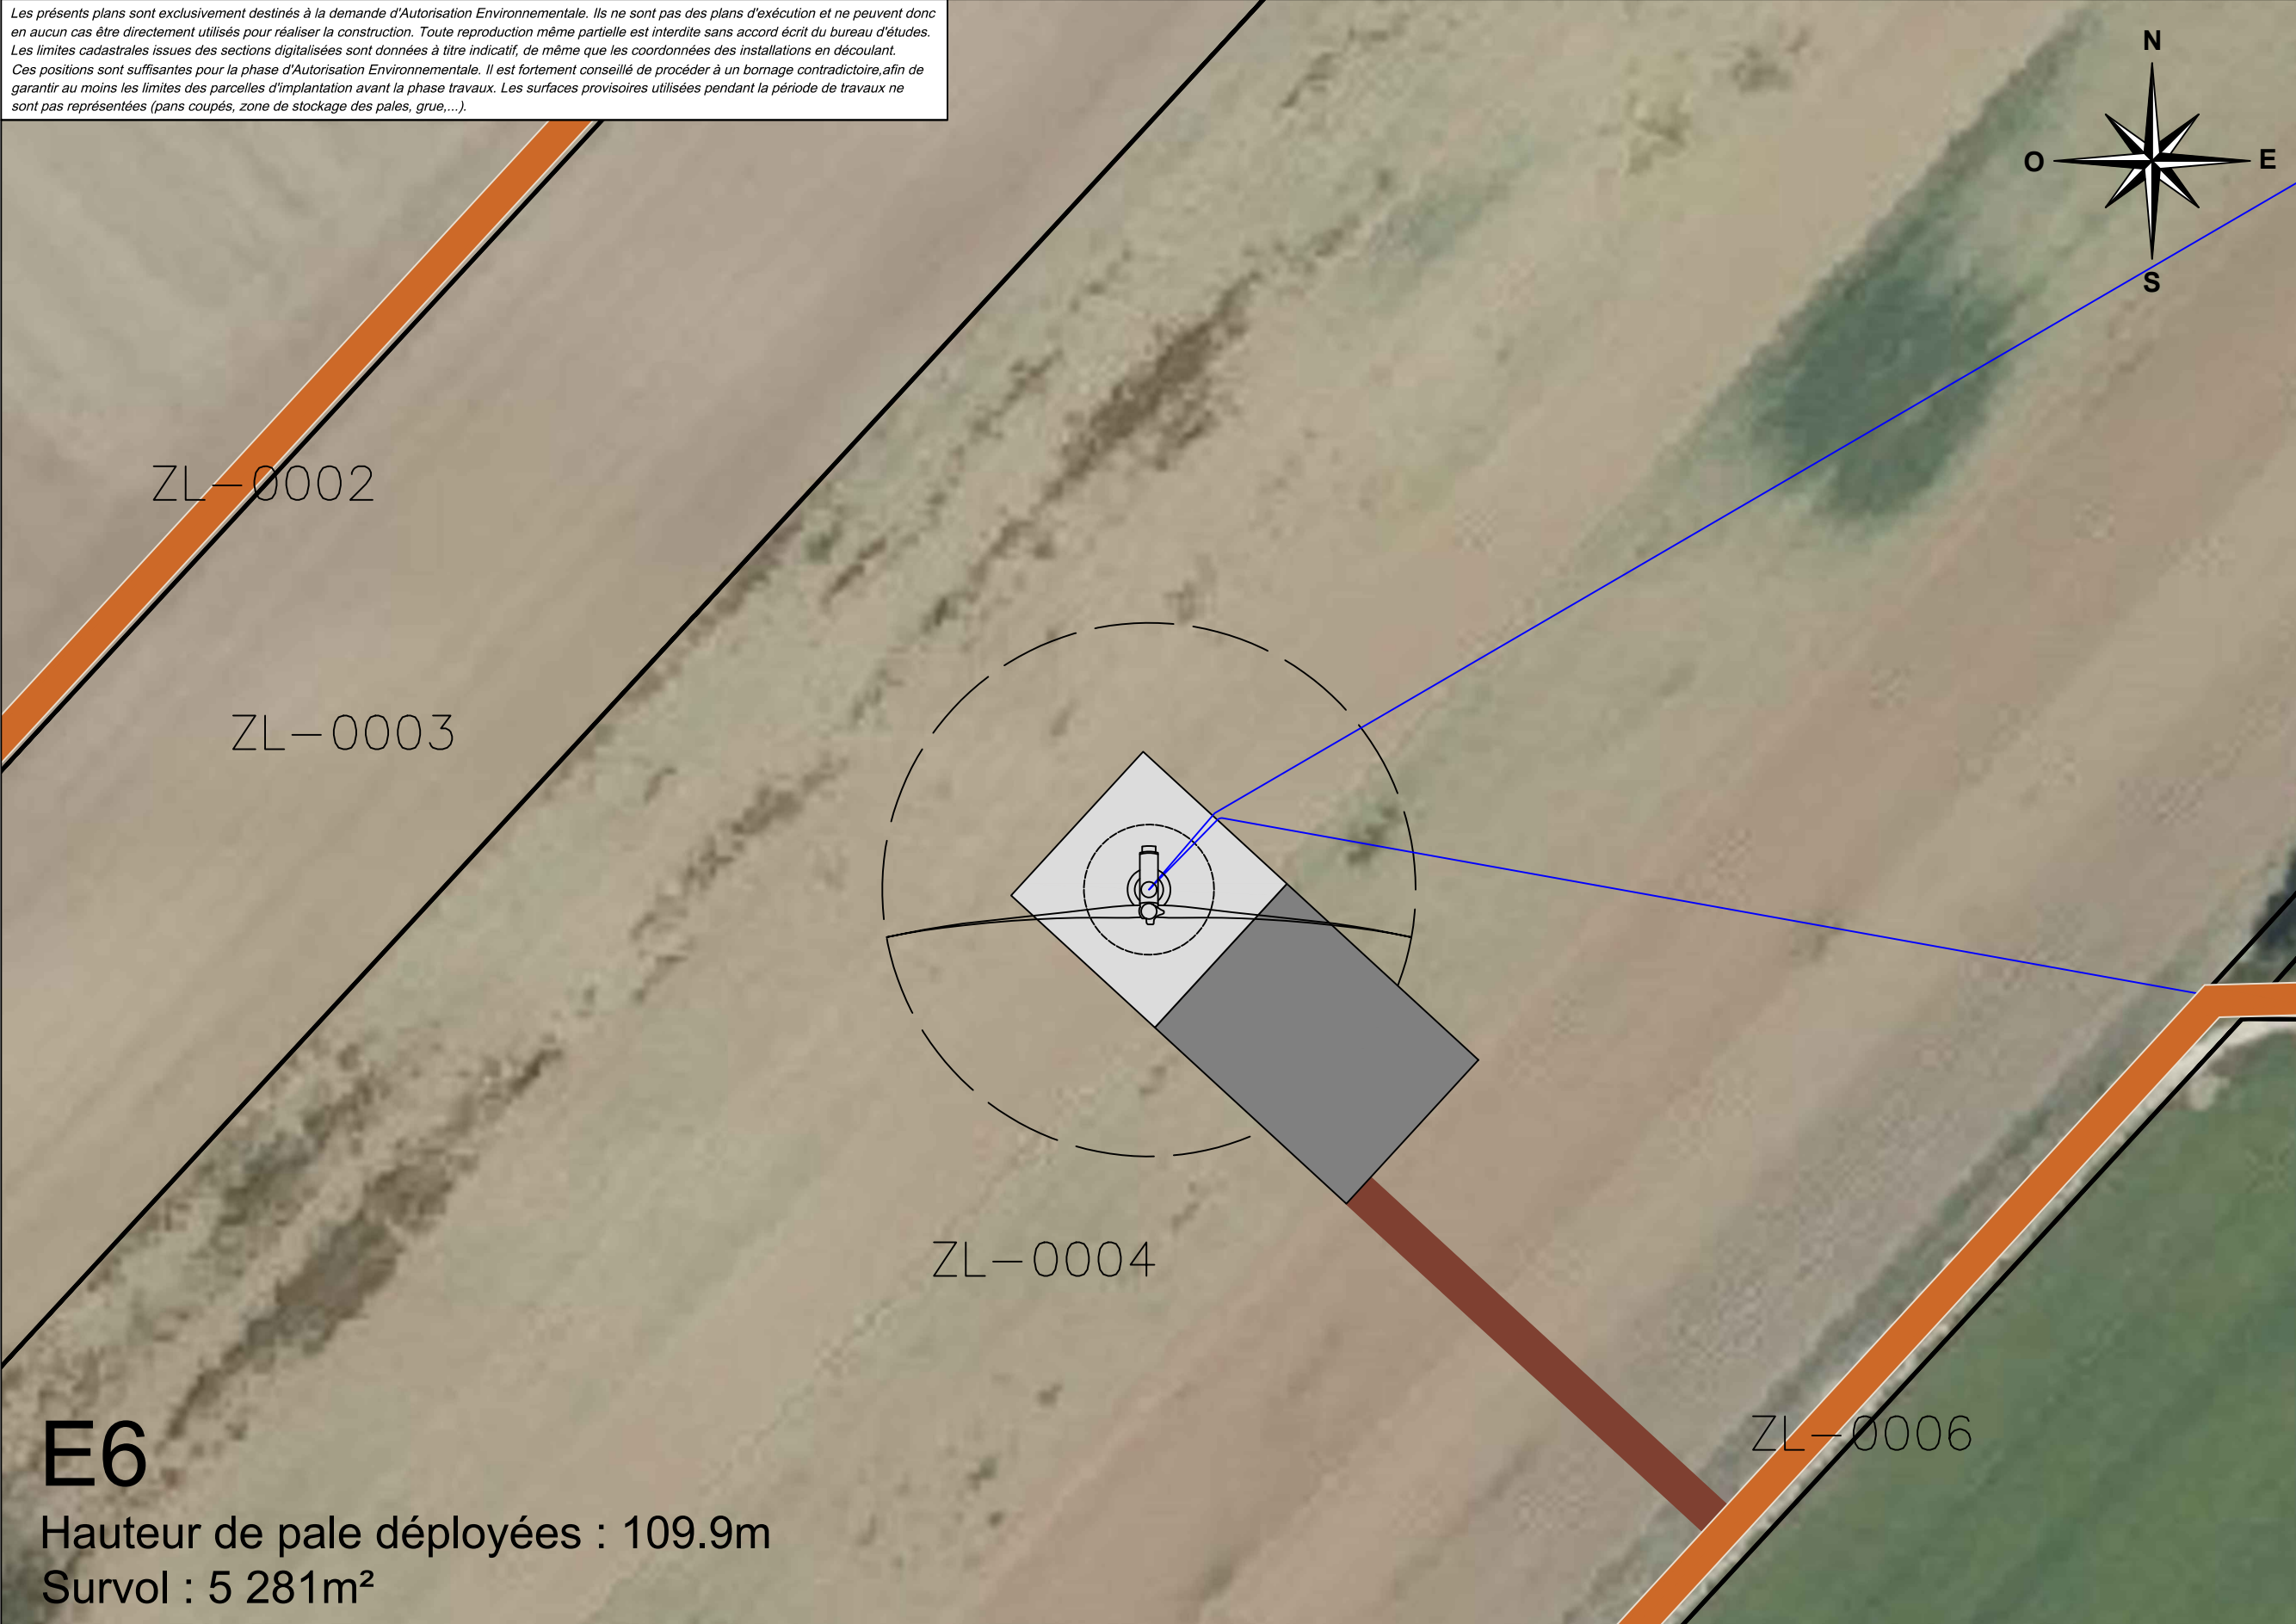 Les présents plans sont exclusivement destinés à la demande d'Autorisation Environnementale. Ils ne sont pas des plans d'exécution et ne peuvent donc
en aucun cas être directement utilisés pour réaliser la construction. Toute reproduction même partielle est interdite sans accord écrit du bureau d'études.
Les limites cadastrales issues des sections digitalisées sont données à titre indicatif, de même que les coordonnées des installations en découlant.
Ces positions sont suffisantes pour la phase d'Autorisation Environnementale. Il est fortement conseillé de procéder à un bornage contradictoire,afin de
garantir au moins les limites des parcelles d'implantation avant la phase travaux. Les surfaces provisoires utilisées pendant la période de travaux ne
sont pas représentées (pans coupés, zone de stockage des pales, grue,...).
N
O
E
S
ZL-0002
ZL-0003
ZL-0004
ZL-0006
E6
Hauteur de pale déployées : 109.9m
Survol : 5 281m²